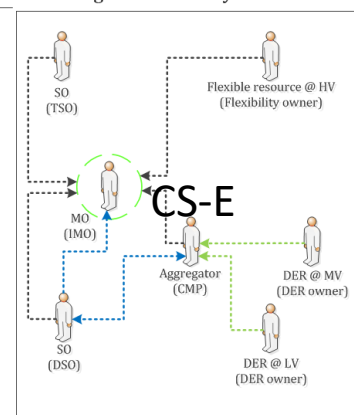 SO
(TSO)
Flexible resource @ HV
(Flexibility owner)
CS-E
MO
(IMO)
Aggregator
(CMP)
DER @ MV
(DER owner)
SO
(DSO)
DER @ LV
(DER owner)